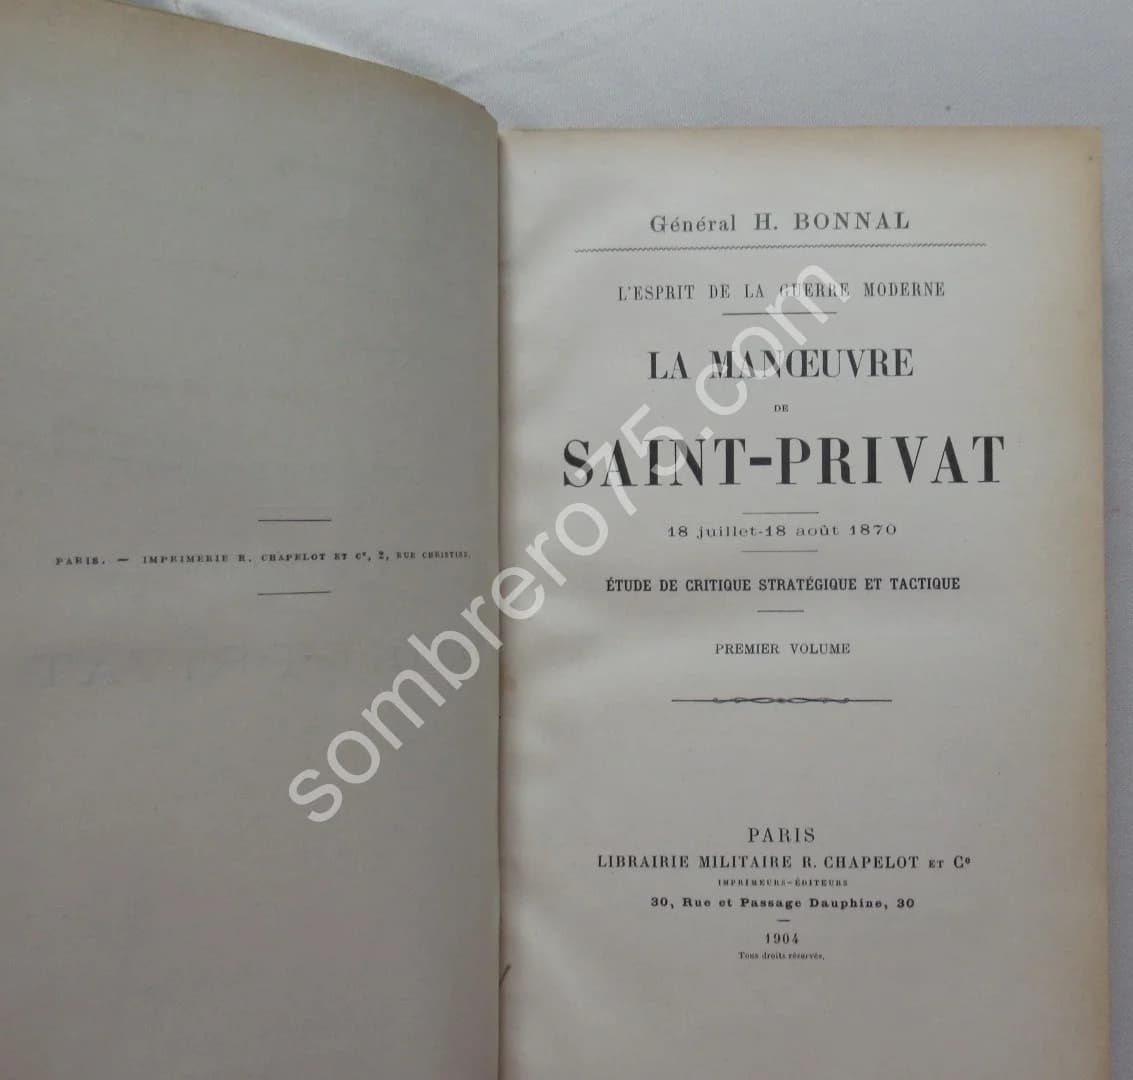 PARIS. — IMPRIMERIE R. CHAPELOT ET Cᵉ, 2, RUE CHRISTINE.
Général H. BONNAL
L'ESPRIT DE LA GUERRE MODERNE
LA MANŒUVRE
DE
SAINT-PRIVAT
18 juillet-18 août 1870
ÉTUDE DE CRITIQUE STRATÉGIQUE ET TACTIQUE
PREMIER VOLUME
PARIS
LIBRAIRIE MILITAIRE R. CHAPELOT ET Cᵉ
IMPRIMEURS-ÉDITEURS
30, Rue et Passage Dauphine, 30
1904
Tous droits réservés.
sombrero75.com